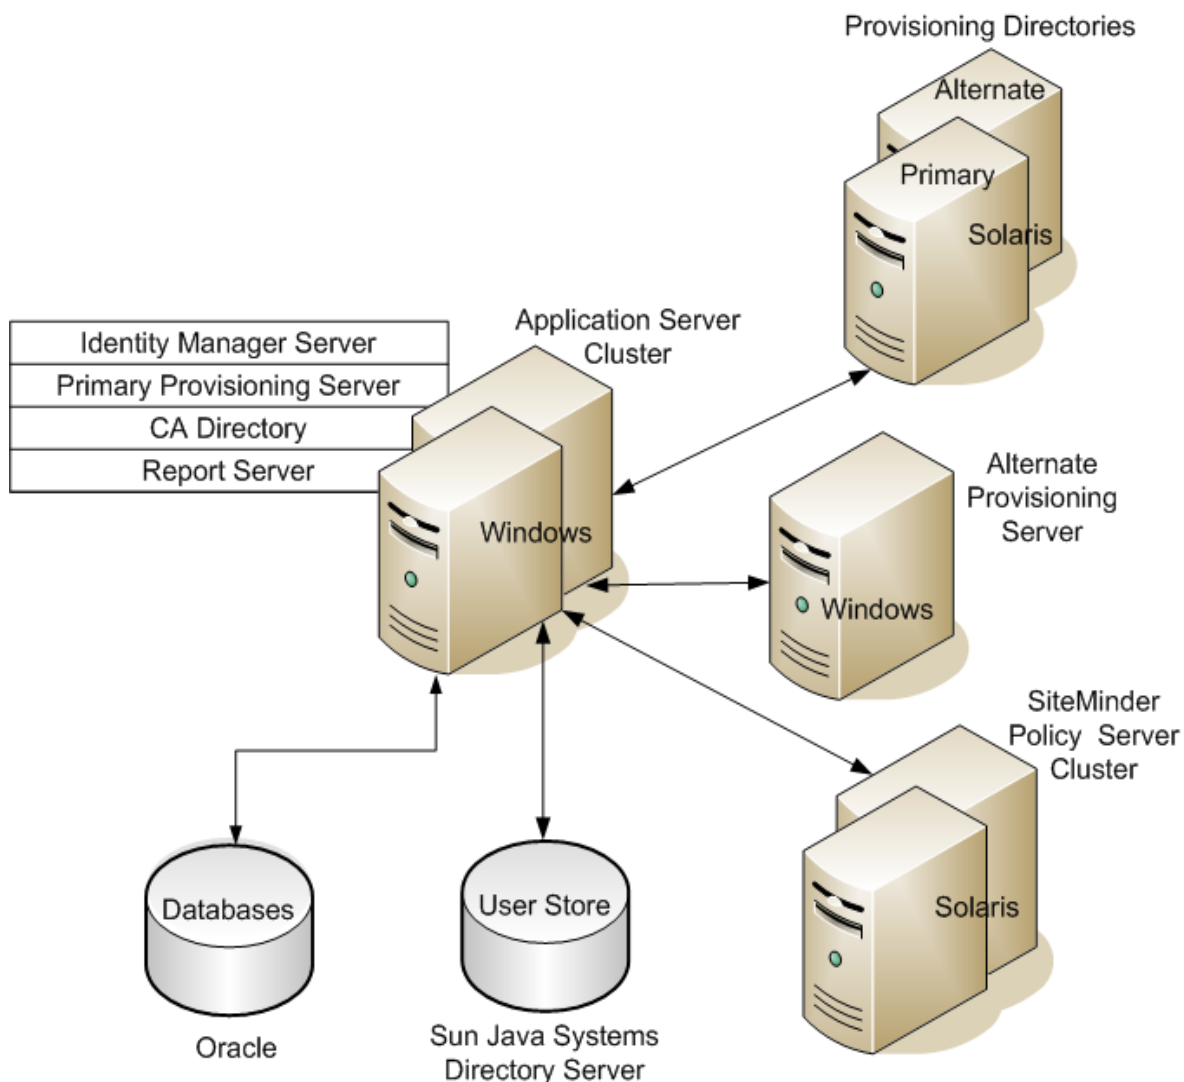 Provisioning Directories
Alternate
Primary
Solaris
Application Server
Cluster
Identity Manager Server
Primary Provisioning Server
CA Directory
Report Server
Windows
Alternate
Provisioning
Server
Windows
SiteMinder
Policy Server
Cluster
Solaris
Databases
Oracle
User Store
Sun Java Systems
Directory Server